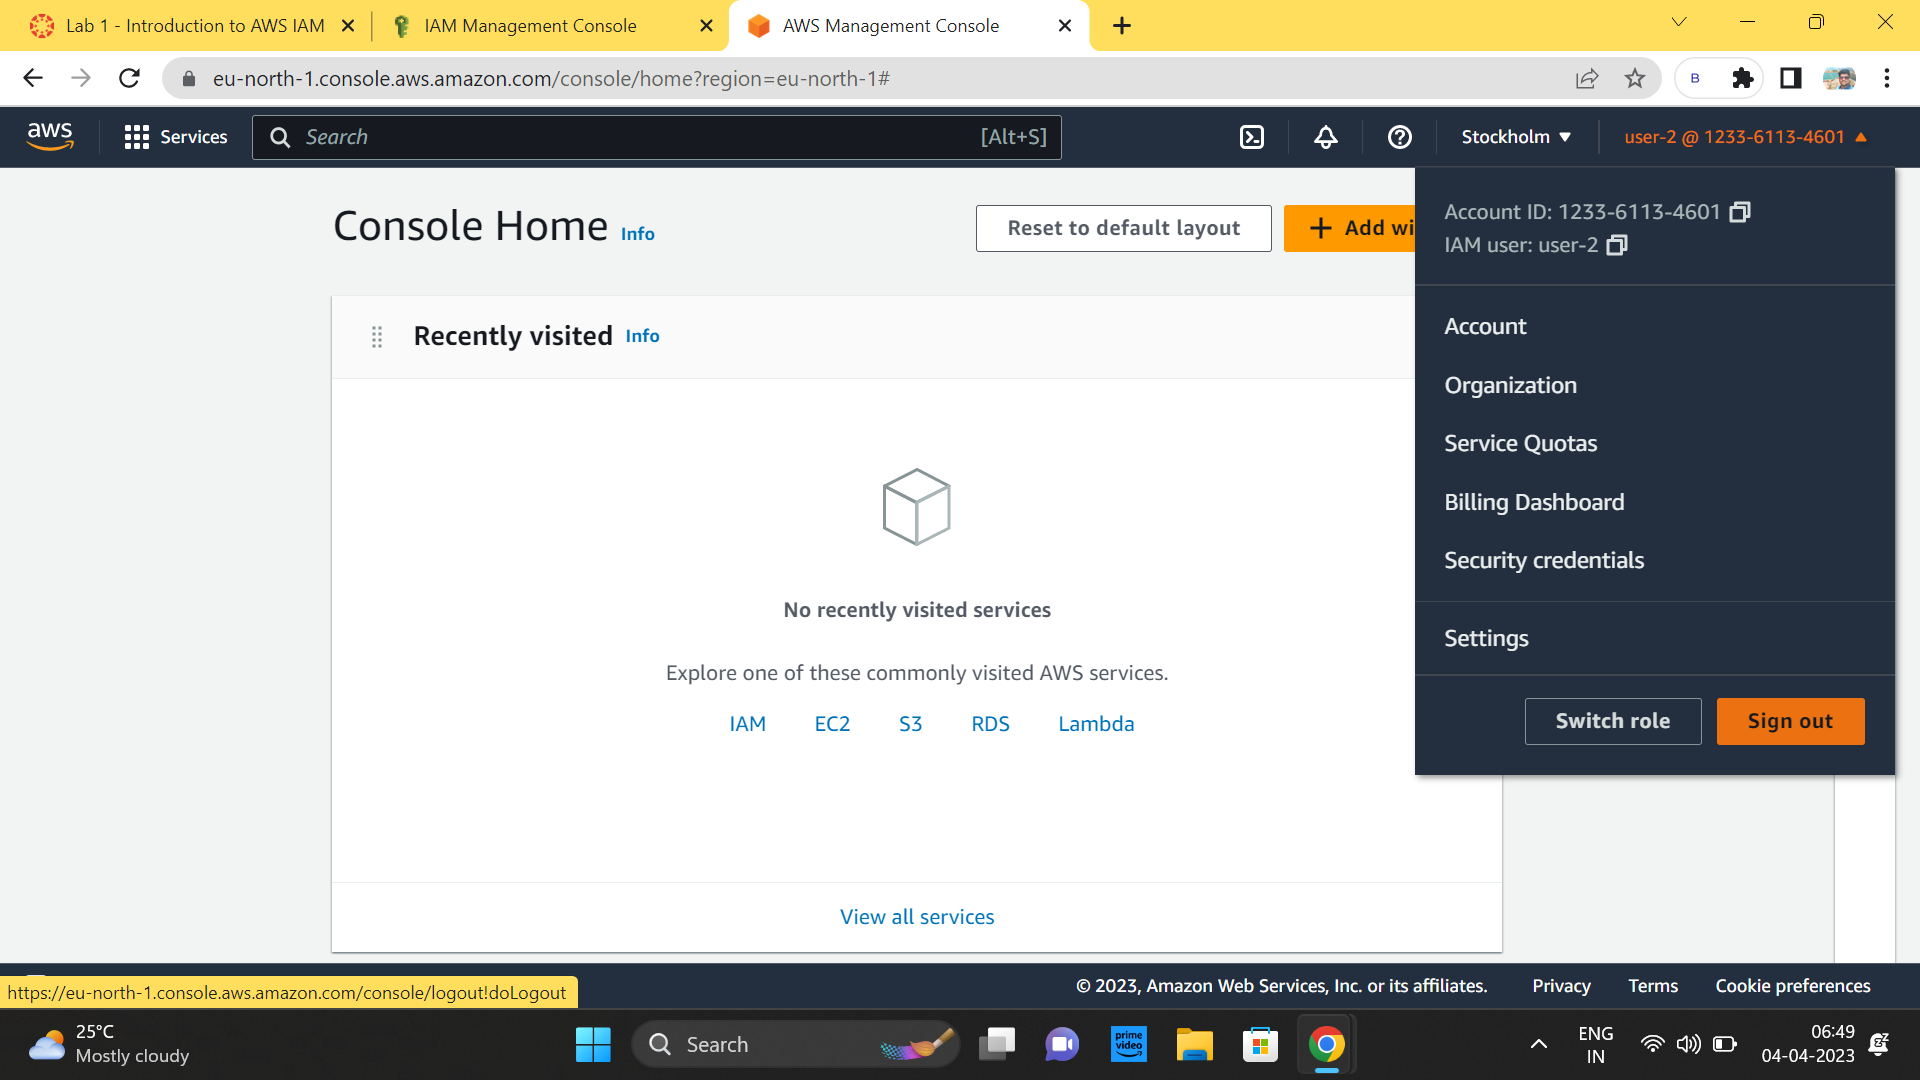 Lab 1 - Introduction to AWS IAM
IAM Management Console
AWS Management Console
eu-north-1.console.aws.amazon.com/console/home?region=eu-north-1#
B
aws
Services
Search
[Alt+S]
Stockholm
user-2 @ 1233-6113-4601
Console Home
Info
Reset to default layout
Add wi
Account ID: 1233-6113-4601
IAM user: user-2
Account
Organization
Service Quotas
Billing Dashboard
Security credentials
Settings
Switch role
Sign out
Recently visited
Info
No recently visited services
Explore one of these commonly visited AWS services.
IAM
EC2
S3
RDS
Lambda
View all services
https://eu-north-1.console.aws.amazon.com/console/logout!doLogout
© 2023, Amazon Web Services, Inc. or its affiliates.
Privacy
Terms
Cookie preferences
25°C
Mostly cloudy
Search
prime
video
ENG
IN
06:49
04-04-2023